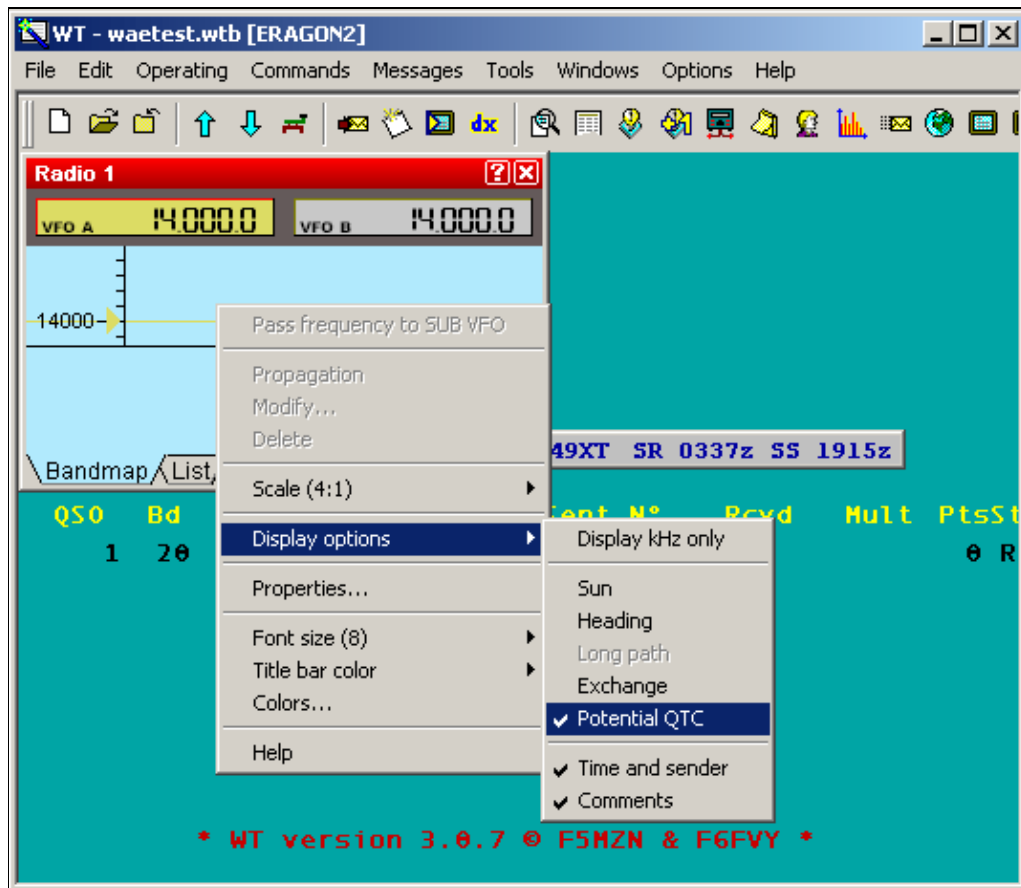 WT - waetest.wtb [ERAGON2]
File Edit Operating Commands Messages Tools Windows Options Help
dx
Radio 1
VFO A 14.000.0 VFO B 14.000.0
14000
Pass frequency to SUB VFO
Propagation
Modify...
Delete
Scale (4:1)
Display options
Properties...
Font size (8)
Title bar color
Colors...
Help
Display kHz only
Sun
Heading
Long path
Exchange
Potential QTC
Time and sender
Comments
Bandmap List
49XT SR 0337z SS 1915z
QSO Bd Sent N° Rcvd Mult PtsSt
1 20 0 R
* WT version 3.0.7 © F5MZN & F6FVY *